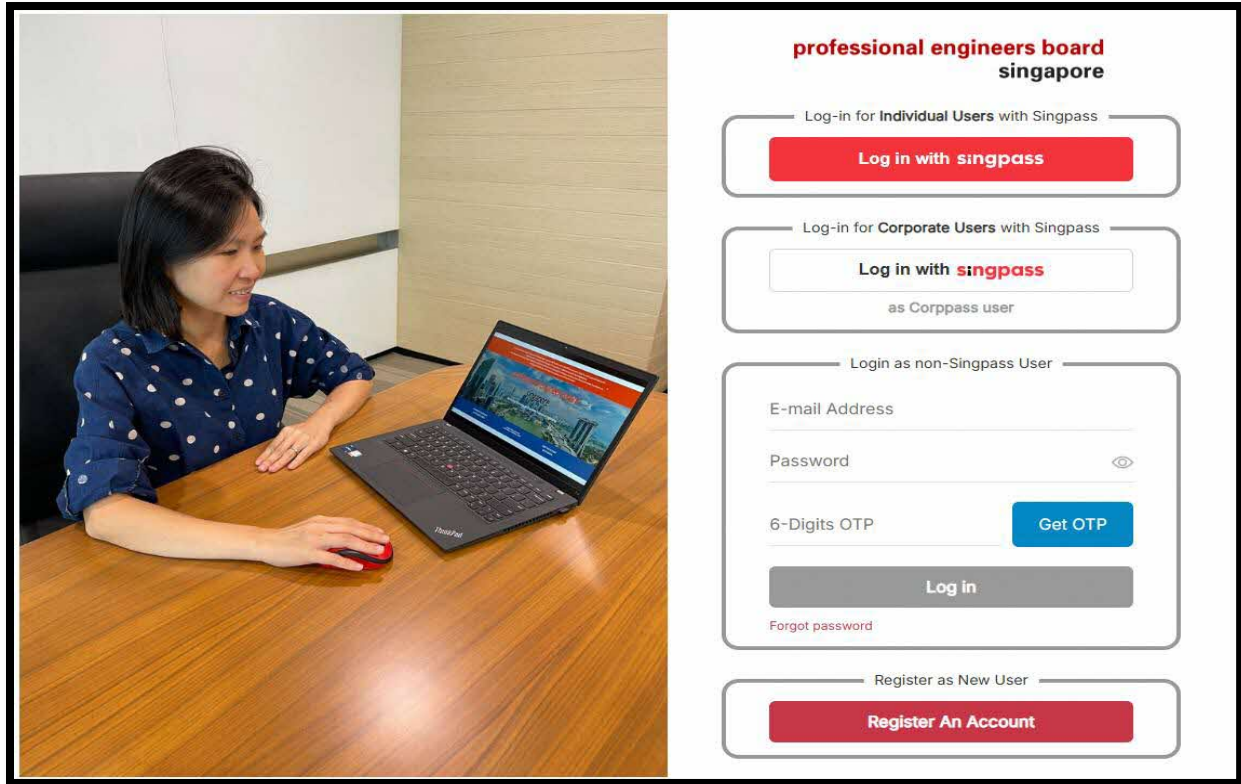 professional engineers board
singapore
Log-in for Individual Users with Singpass
Log in with singpass
Log-in for Corporate Users with Singpass
Log in with singpass
as Corppass user
Login as non-Singpass User
E-mail Address
Password
6-Digits OTP
Get OTP
Log in
Forgot password
Register as New User
Register An Account
ThinkPad